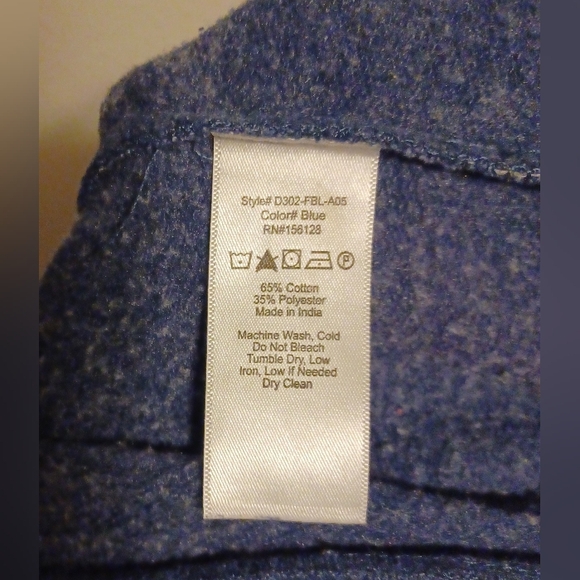 Style# D302-FBL-A05
Color# Blue
RN#156128
P
65% Cotton
35% Polyester
Made in India
Machine Wash, Cold
Do Not Bleach
Tumble Dry, Low
Iron, Low if Needed
Dry Clean